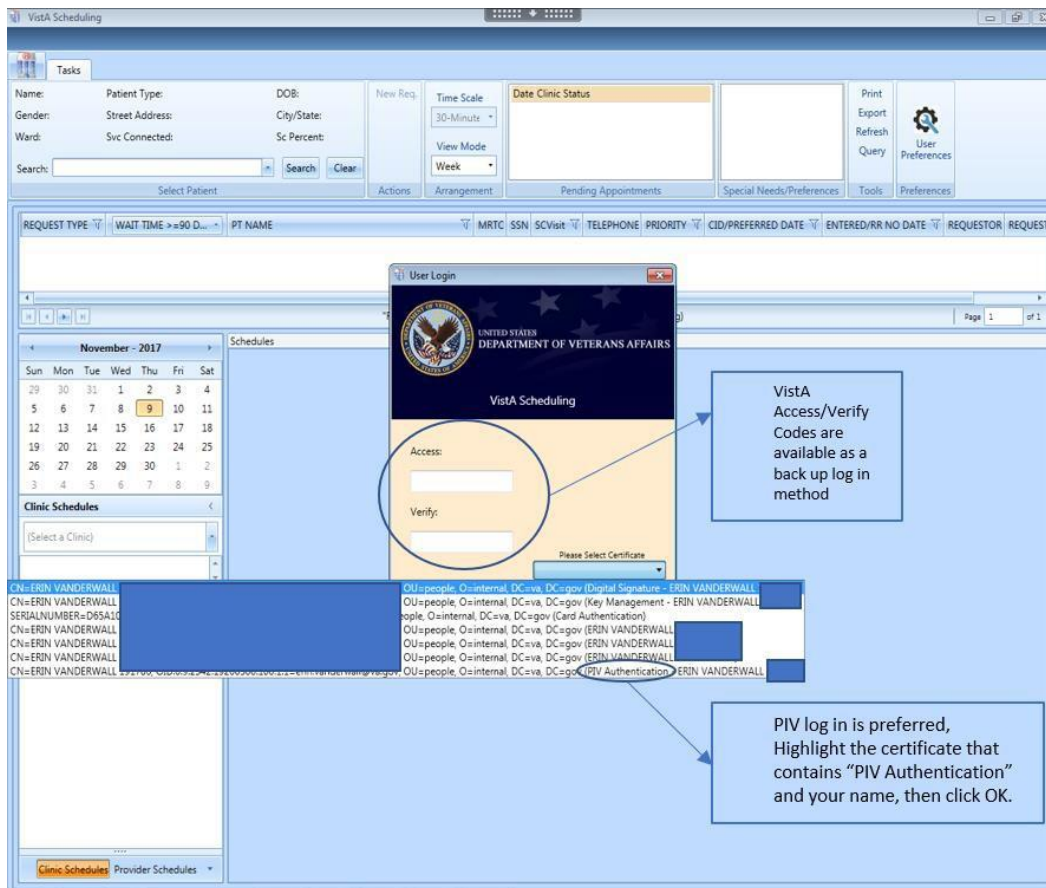 VistA Scheduling
Tasks
Name: Patient Type: DOB:
Gender: Street Address: City/State:
Ward: Svc Connected: Sc Percent:
Search: Search Clear
Select Patient
New Req.
Actions
Time Scale
30-Minute
View Mode
Week
Arrangement
Date Clinic Status
Pending Appointments
Special Needs/Preferences
Print
Export
Refresh
Query
Tools
User
Preferences
Preferences
REQUEST TYPE WAIT TIME >=90 D... PT NAME MRTC SSN SCVisit TELEPHONE PRIORITY CID/PREFERRED DATE ENTERED/RR NO DATE REQUESTOR REQUEST
Page 1 of 1
November - 2017
Sun Mon Tue Wed Thu Fri Sat
29 30 31 1 2 3 4
5 6 7 8 9 10 11
12 13 14 15 16 17 18
19 20 21 22 23 24 25
26 27 28 29 30 1 2
3 4 5 6 7 8 9
Clinic Schedules
(Select a Clinic)
Schedules
User Login
UNITED STATES
DEPARTMENT OF VETERANS AFFAIRS
VistA Scheduling
Access:
Verify:
Please Select Certificate
VistA
Access/Verify
Codes are
available as a
back up log in
method
CN=ERIN VANDERWALL OU=people, O=internal, DC=va, DC=gov (Digital Signature - ERIN VANDERWALL
CN=ERIN VANDERWALL OU=people, O=internal, DC=va, DC=gov (Key Management - ERIN VANDERWALL
SERIALNUMBER=D65A10 people, O=internal, DC=va, DC=gov (Card Authentication)
CN=ERIN VANDERWALL OU=people, O=internal, DC=va, DC=gov (ERIN VANDERWALL
CN=ERIN VANDERWALL OU=people, O=internal, DC=va, DC=gov (ERIN VANDERWALL
CN=ERIN VANDERWALL OU=people, O=internal, DC=va, DC=gov (ERIN VANDERWALL
CN=ERIN VANDERWALL OU=people, O=internal, DC=va, DC=gov (PIV Authentication - ERIN VANDERWALL
PIV log in is preferred,
Highlight the certificate that
contains "PIV Authentication"
and your name, then click OK.
Clinic Schedules Provider Schedules